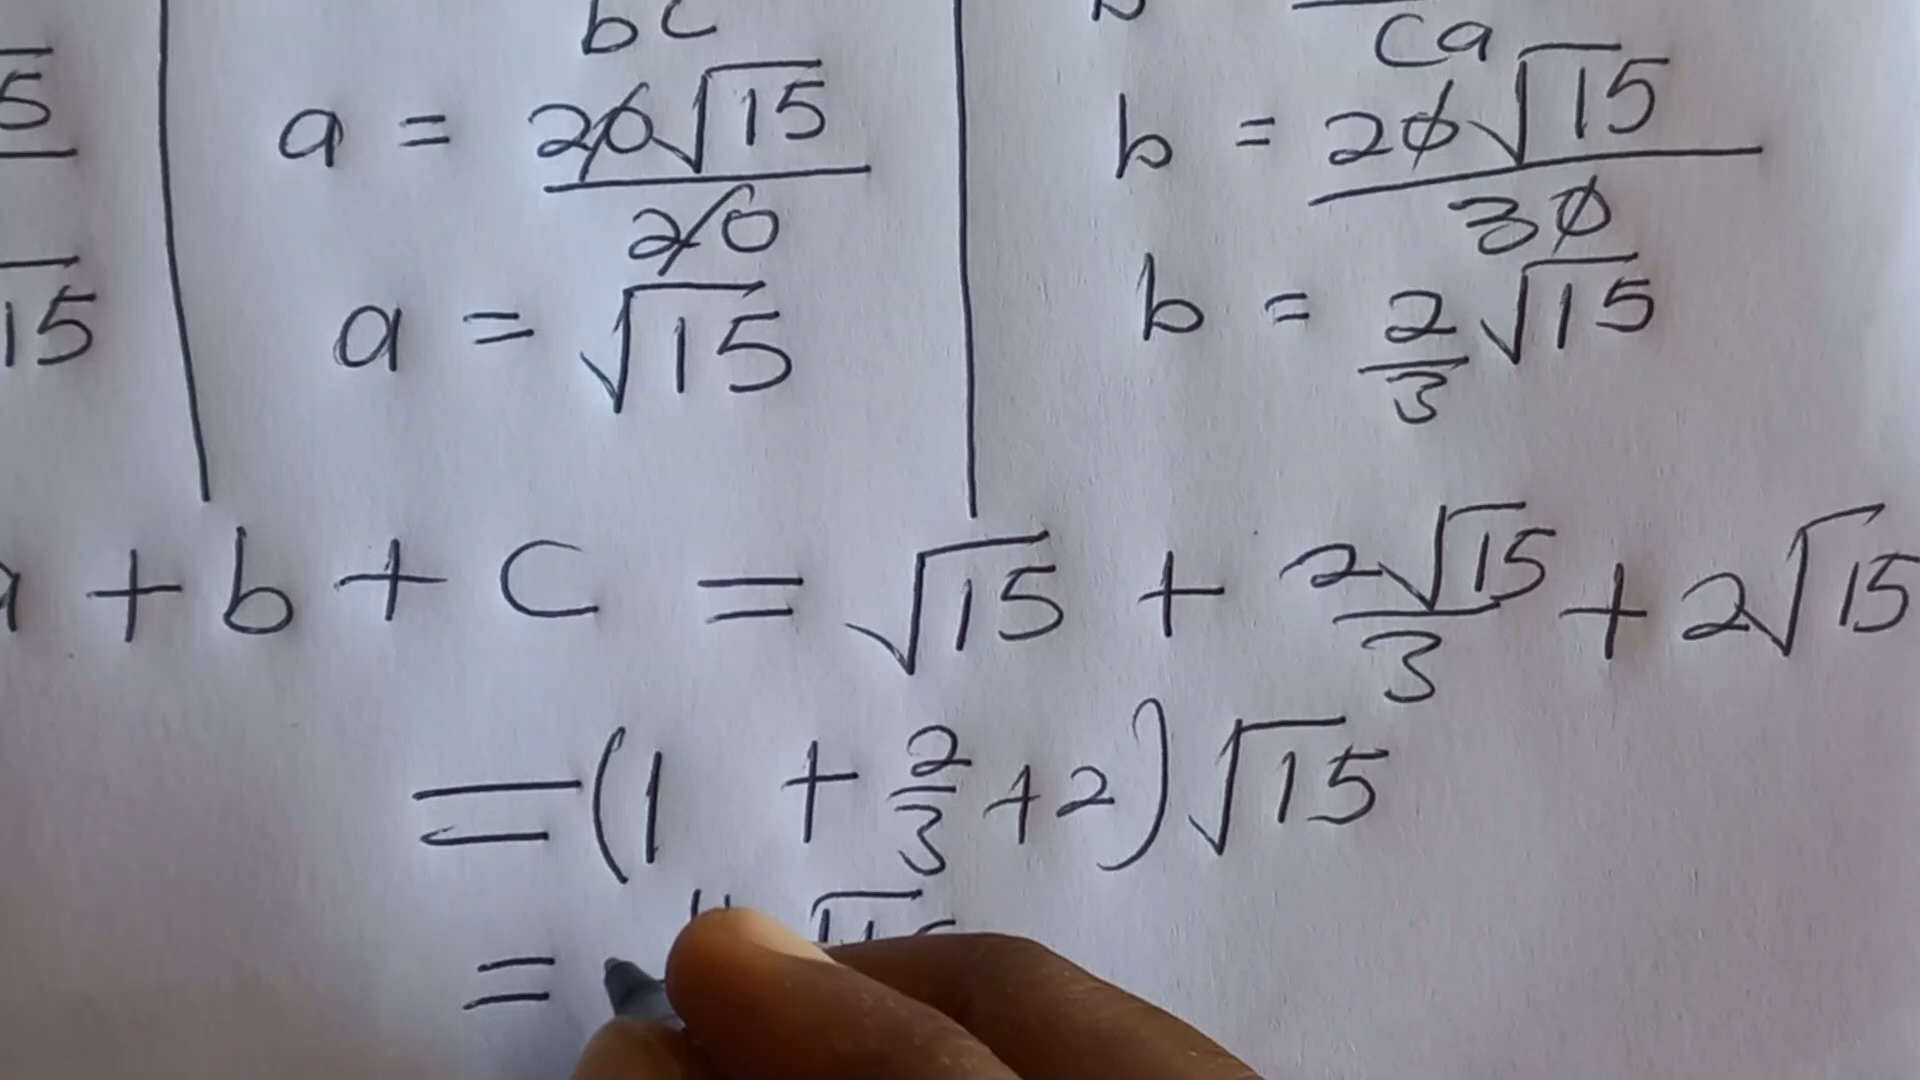 bc
ca
a = 20√15/20
b = 20√15/30
a = √15
b = 2/3 √15
15
a + b + c = √15 + 2√15/3 + 2√15
= (1 + 2/3 + 2)√15
=